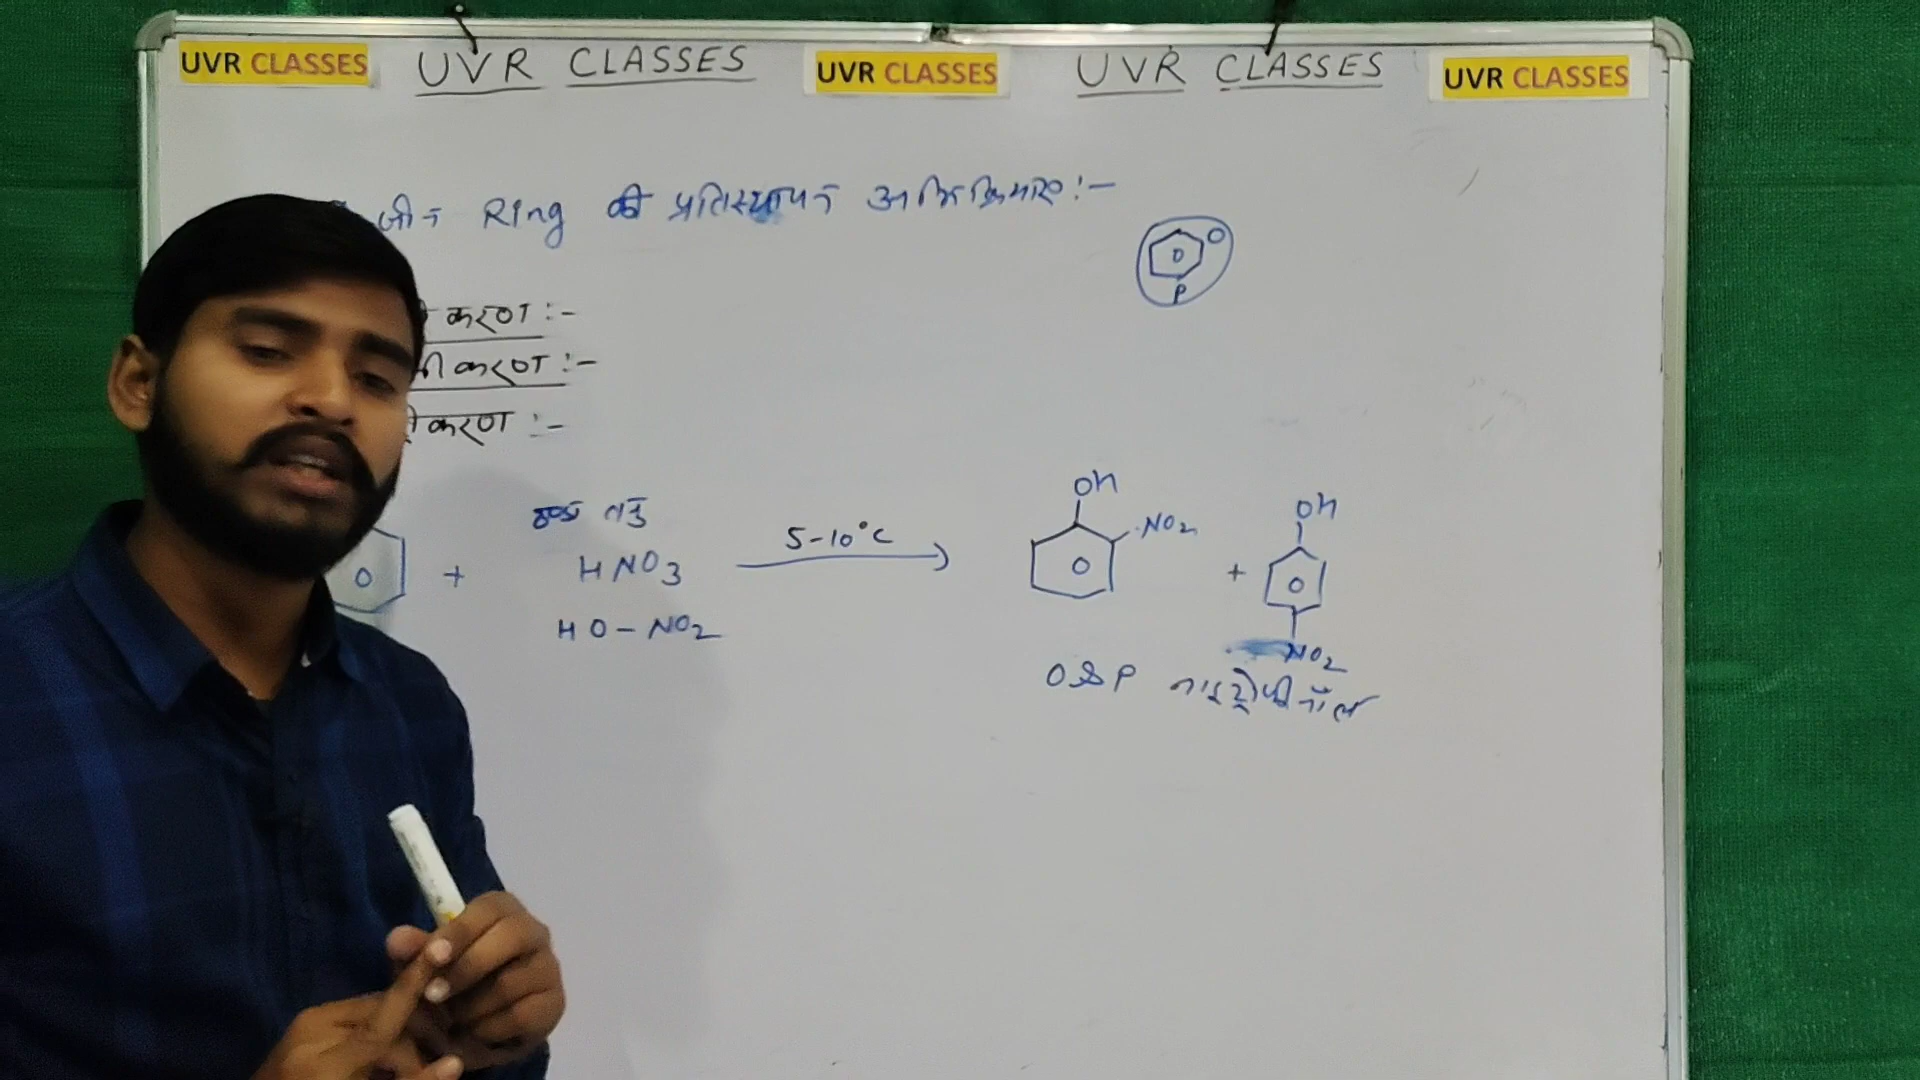 UVR CLASSES UVR CLASSES UVR CLASSES UVR CLASSES UVR CLASSES
जीन Ring की प्रतिस्थापन अभिक्रियाए :-
O
P
करण :-
करण :-
करण :-
OH
NO2
OH
ठण्डा तनु
5-10°C
HNO3
+
+
HO-NO2
NO2
O & P नाइट्रोफीनॉल